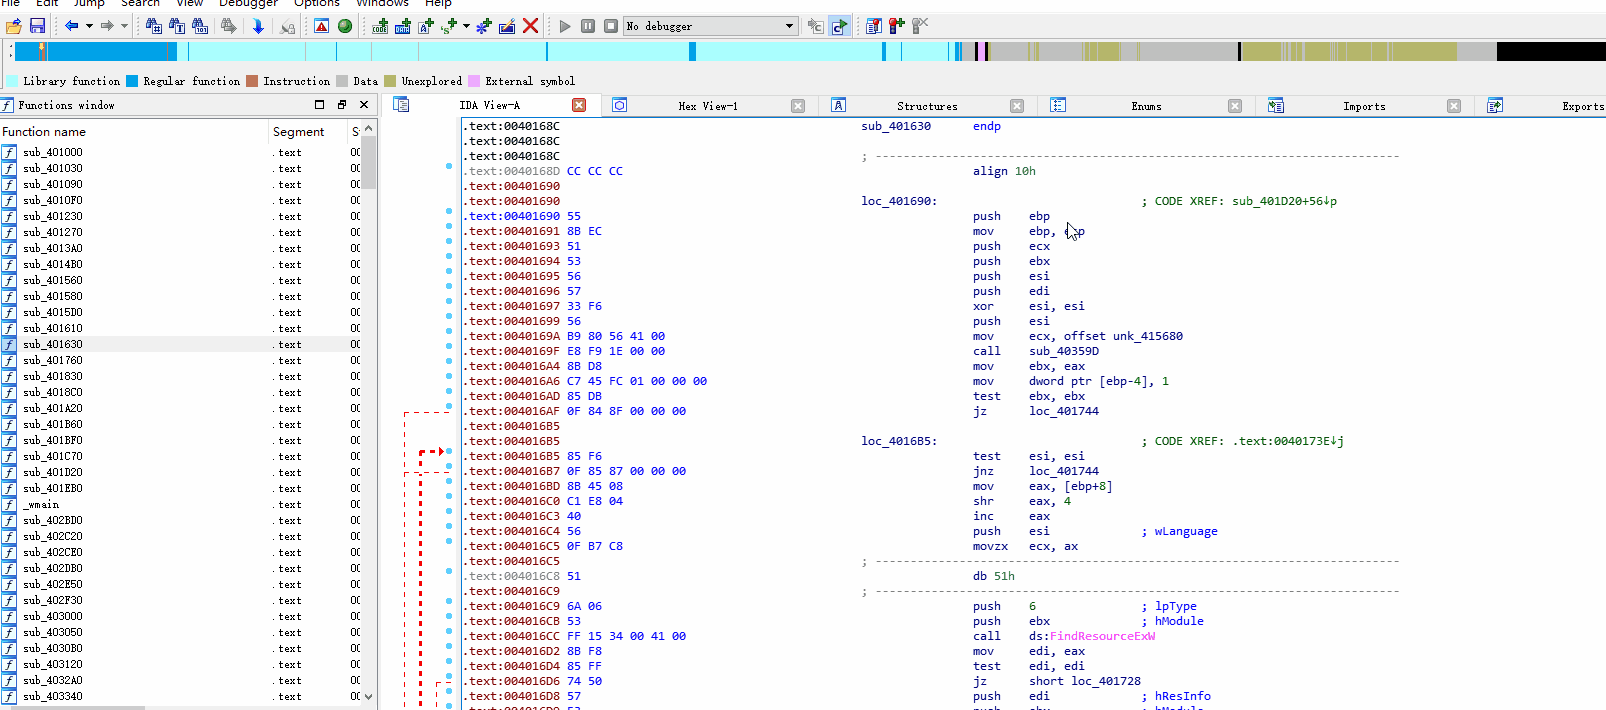 File Edit Jump Search View Debugger Options Windows Help
No debugger
Library function Regular function Instruction Data Unexplored External symbol
Functions window
IDA View-A Hex View-1 Structures Enums Imports Exports
Function name Segment
sub_401000 .text 00
sub_401030 .text 00
sub_401090 .text 00
sub_4010F0 .text 00
sub_401230 .text 00
sub_401270 .text 00
sub_4013A0 .text 00
sub_4014B0 .text 00
sub_401560 .text 00
sub_401580 .text 00
sub_4015D0 .text 00
sub_401610 .text 00
sub_401630 .text 00
sub_401760 .text 00
sub_401830 .text 00
sub_4018C0 .text 00
sub_401A20 .text 00
sub_401B60 .text 00
sub_401BF0 .text 00
sub_401C70 .text 00
sub_401D20 .text 00
sub_401EB0 .text 00
_wmain .text 00
sub_402BD0 .text 00
sub_402C20 .text 00
sub_402CE0 .text 00
sub_402DB0 .text 00
sub_402E50 .text 00
sub_402F30 .text 00
sub_403000 .text 00
sub_403050 .text 00
sub_4030B0 .text 00
sub_403120 .text 00
sub_4032A0 .text 00
sub_403340 .text 00
.text:0040168C sub_401630 endp
.text:0040168C
.text:0040168C ; ---------------------------------------------------------------------------
.text:0040168D CC CC CC align 10h
.text:00401690
.text:00401690 loc_401690: ; CODE XREF: sub_401D20+56↓p
.text:00401690 55 push ebp
.text:00401691 8B EC mov ebp, esp
.text:00401693 51 push ecx
.text:00401694 53 push ebx
.text:00401695 56 push esi
.text:00401696 57 push edi
.text:00401697 33 F6 xor esi, esi
.text:00401699 56 push esi
.text:0040169A B9 80 56 41 00 mov ecx, offset unk_415680
.text:0040169F E8 F9 1E 00 00 call sub_40359D
.text:004016A4 8B D8 mov ebx, eax
.text:004016A6 C7 45 FC 01 00 00 00 mov dword ptr [ebp-4], 1
.text:004016AD 85 DB test ebx, ebx
.text:004016AF 0F 84 8F 00 00 00 jz loc_401744
.text:004016B5
.text:004016B5 loc_4016B5: ; CODE XREF: .text:0040173E↓j
.text:004016B5 85 F6 test esi, esi
.text:004016B7 0F 85 87 00 00 00 jnz loc_401744
.text:004016BD 8B 45 08 mov eax, [ebp+8]
.text:004016C0 C1 E8 04 shr eax, 4
.text:004016C3 40 inc eax
.text:004016C4 56 push esi ; wLanguage
.text:004016C5 0F B7 C8 movzx ecx, ax
.text:004016C5 ; ---------------------------------------------------------------------------
.text:004016C8 51 db 51h
.text:004016C9 ; ---------------------------------------------------------------------------
.text:004016C9 6A 06 push 6 ; lpType
.text:004016CB 53 push ebx ; hModule
.text:004016CC FF 15 34 00 41 00 call ds:FindResourceExW
.text:004016D2 8B F8 mov edi, eax
.text:004016D4 85 FF test edi, edi
.text:004016D6 74 50 jz short loc_401728
.text:004016D8 57 push edi ; hResInfo